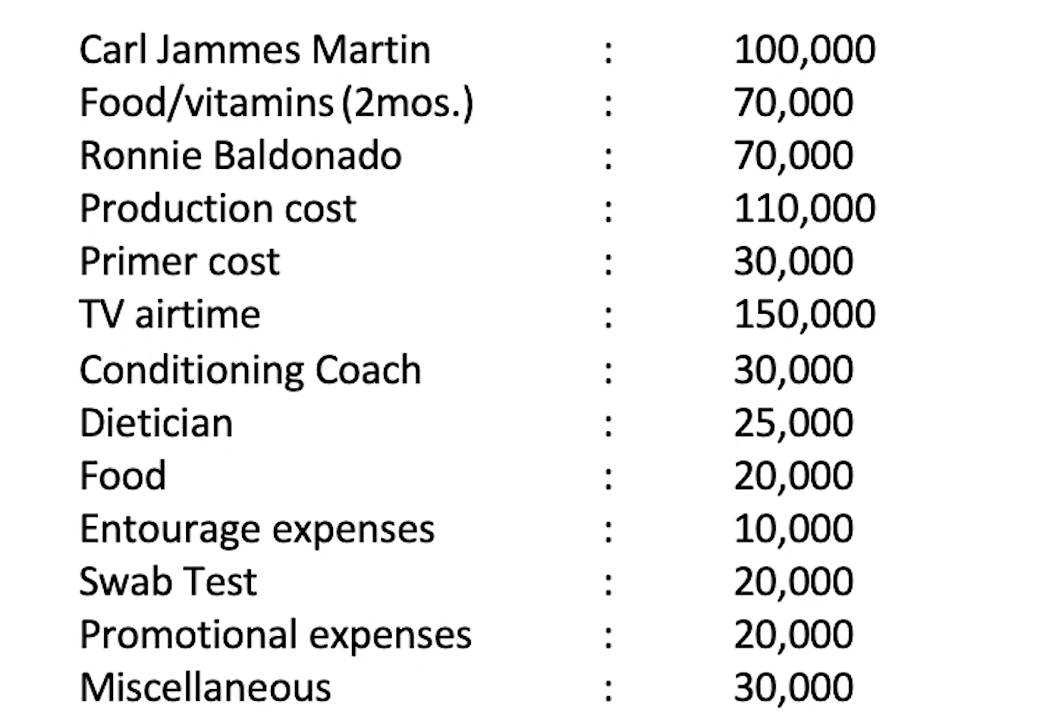 Carl Jammes Martin : 100,000
Food/vitamins (2mos.) : 70,000
Ronnie Baldonado : 70,000
Production cost : 110,000
Primer cost : 30,000
TV airtime : 150,000
Conditioning Coach : 30,000
Dietician : 25,000
Food : 20,000
Entourage expenses : 10,000
Swab Test : 20,000
Promotional expenses : 20,000
Miscellaneous : 30,000